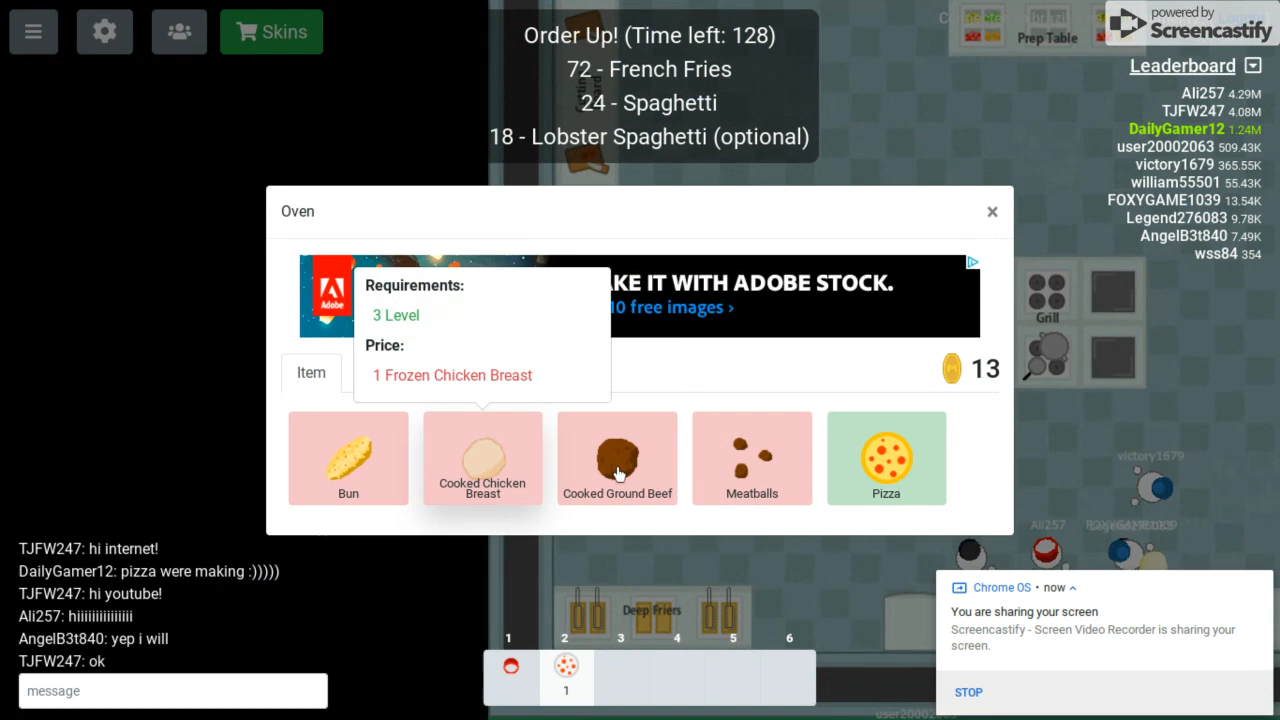 Skins
Order Up! (Time left: 128)
72 - French Fries
24 - Spaghetti
18 - Lobster Spaghetti (optional)
Prep Table
powered by
Screencastify
Leaderboard
Ali257 4.29M
TJFW247 4.08M
DailyGamer12 1.24M
user20002063 509.43K
victory1679 365.55K
william55501 55.43K
FOXYGAME1039 13.54K
Legend276083 9.78K
AngelB3t840 7.49K
wss84 354
Oven
×
Adobe
AKE IT WITH ADOBE STOCK.
10 free images ›
Requirements:
3 Level
Price:
1 Frozen Chicken Breast
Item
13
Bun
Cooked Chicken
Breast
Cooked Ground Beef
Meatballs
Pizza
Grill
victory1679
Ali257
TJFW247: hi internet!
DailyGamer12: pizza were making :)))))
TJFW247: hi youtube!
Ali257: hiiiiiiiiiiiiiii
AngelB3t840: yep i will
TJFW247: ok
message
Deep Friers
1 2 3 4 5 6
1
Chrome OS • now
You are sharing your screen
Screencastify - Screen Video Recorder is sharing your
screen.
STOP
user20002063